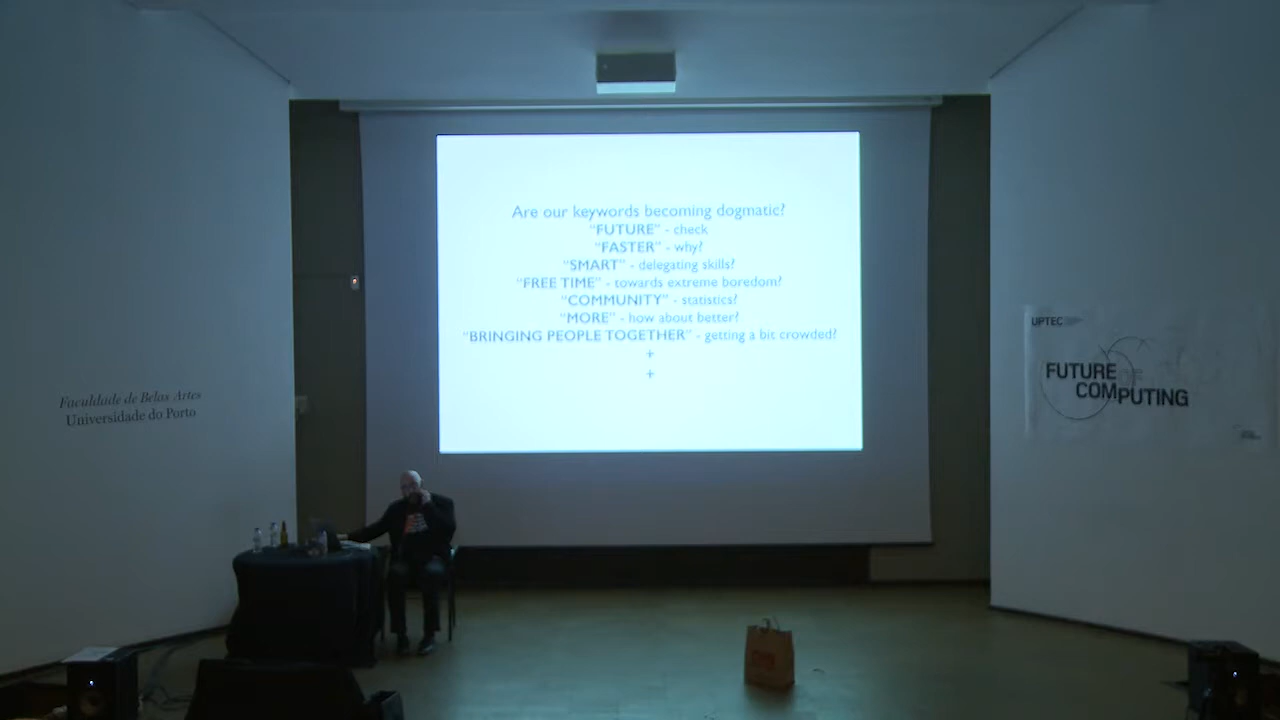 Are our keywords becoming dogmatic?
“FUTURE” - check
“FASTER” - why?
“SMART” - delegating skills?
“FREE TIME” - towards extreme boredom?
“COMMUNITY” - statistics?
“MORE” - how about better?
“BRINGING PEOPLE TOGETHER” - getting a bit crowded?
+
+
Faculdade de Belas Artes
Universidade do Porto
UPTEC
FUTURE
COMPUTING